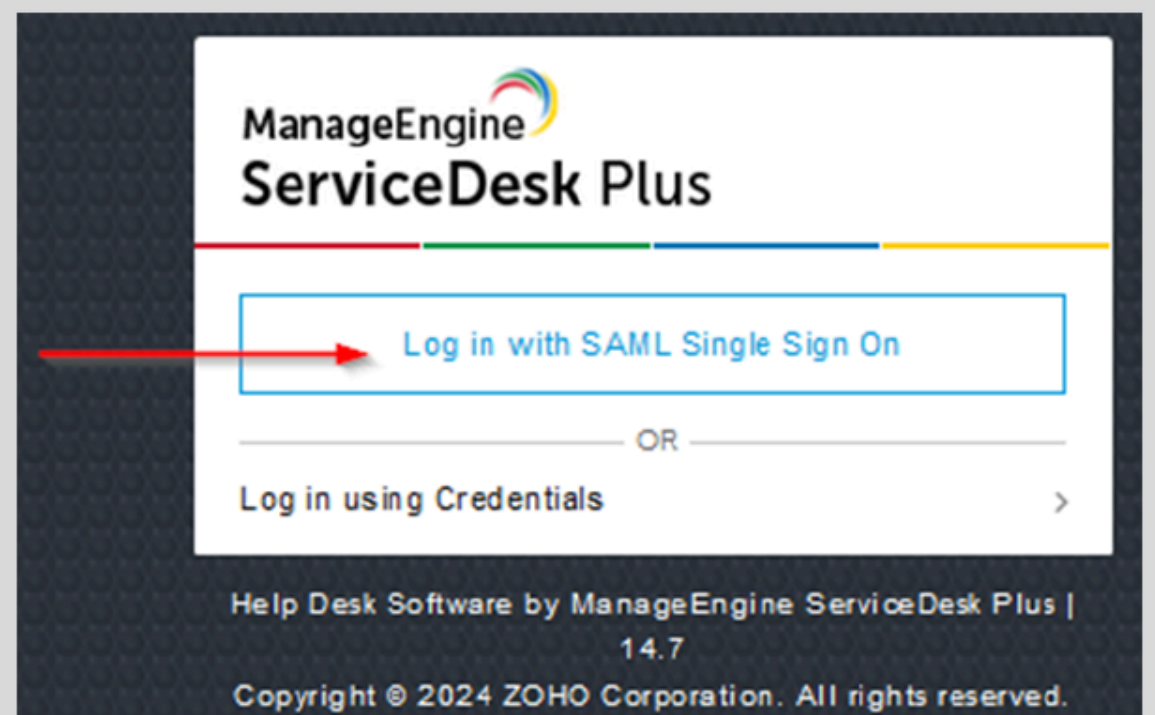 ManageEngine
ServiceDesk Plus
Log in with SAML Single Sign On
OR
Log in using Credentials
Help Desk Software by ManageEngine ServiceDesk Plus |
14.7
Copyright © 2024 ZOHO Corporation. All rights reserved.